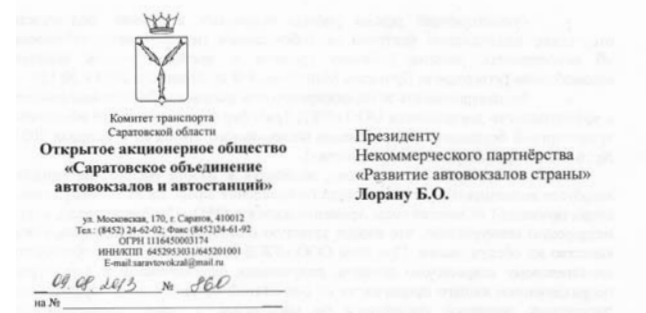 Комитет транспорта
Саратовской области
Открытое акционерное общество
«Саратовское объединение
автовокзалов и автостанций»
ул. Московская, 170, г. Саратов, 410012
Тел.: (8452) 24-62-02; Факс (8452)24-61-92
ОГРН 1116450003174
ИНН/КПП 6452953031/645201001
E-mail:saravtovokzal@mail.ru
09.08.2013 № 860
на №
Президенту
Некоммерческого партнёрства
«Развитие автовокзалов страны»
Лорану Б.О.